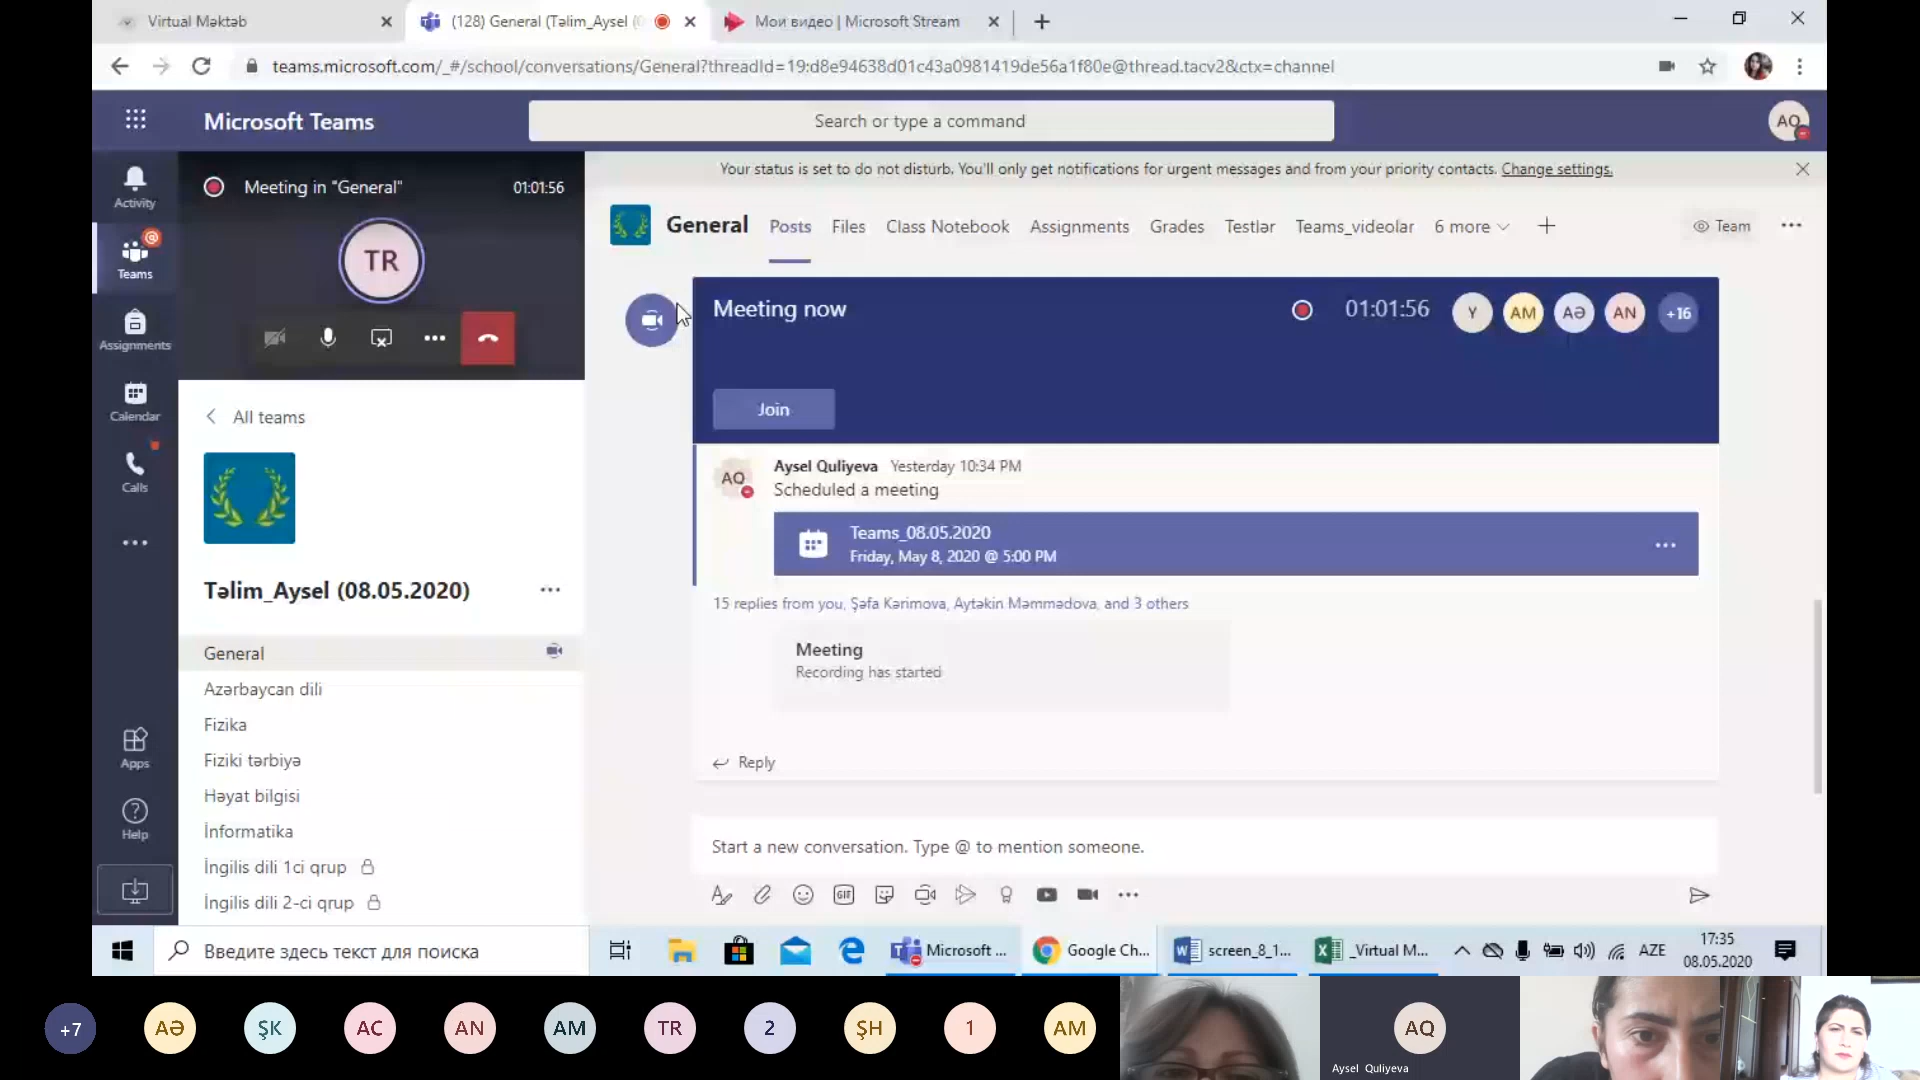 Virtual Məktəb
(128) General (Təlim_Aysel (0
Мои видео | Microsoft Stream
teams.microsoft.com/_#/school/conversations/General?threadId=19:d8e94638d01c43a0981419de56a1f80e@thread.tacv2&ctx=channel
Microsoft Teams
Search or type a command
AQ
Your status is set to do not disturb. You'll only get notifications for urgent messages and from your priority contacts. Change settings.
Activity
Teams
Assignments
Calendar
Calls
Apps
Help
Meeting in "General"
01:01:56
TR
All teams
Təlim_Aysel (08.05.2020)
General
Azərbaycan dili
Fizika
Fiziki tərbiyə
Həyat bilgisi
İnformatika
İngilis dili 1ci qrup
İngilis dili 2-ci qrup
General
Posts
Files
Class Notebook
Assignments
Grades
Testlər
Teams_videolar
6 more
Team
Meeting now
01:01:56
Y
AM
AƏ
AN
+16
Join
AQ
Aysel Quliyeva Yesterday 10:34 PM
Scheduled a meeting
Teams_08.05.2020
Friday, May 8, 2020 @ 5:00 PM
15 replies from you, Şəfa Kərimova, Aytəkin Məmmədova, and 3 others
Meeting
Recording has started
Reply
Start a new conversation. Type @ to mention someone.
GIF
Введите здесь текст для поиска
Microsoft ...
Google Ch...
screen_8_1...
_Virtual M...
AZE
17:35
08.05.2020
+7
AƏ
ŞK
AC
AN
AM
TR
2
ŞH
1
AM
AQ
Aysel Quliyeva